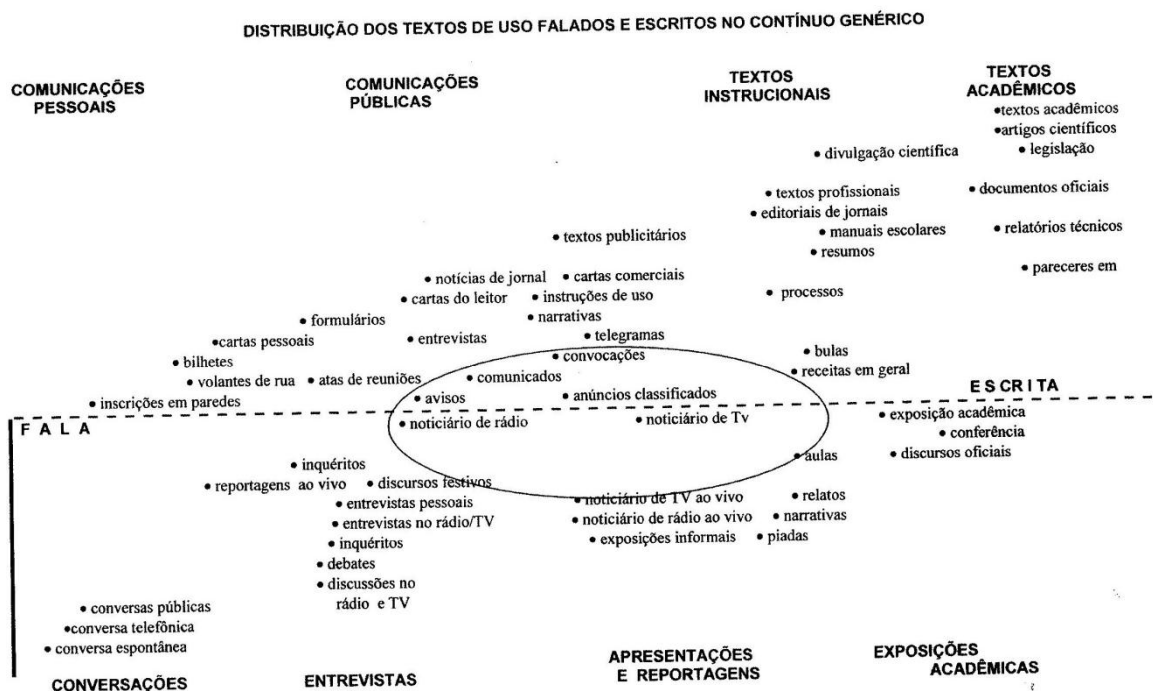 DISTRIBUIÇÃO DOS TEXTOS DE USO FALADOS E ESCRITOS NO CONTÍNUO GENÉRICO
COMUNICAÇÕES
PESSOAIS
COMUNICAÇÕES
PÚBLICAS
TEXTOS
INSTRUCIONAIS
TEXTOS
ACADÊMICOS
•textos acadêmicos
•artigos científicos
• legislação
• divulgação científica
• textos profissionais
• documentos oficiais
• editoriais de jornais
• manuais escolares
• relatórios técnicos
• textos publicitários
• resumos
• pareceres em
• notícias de jornal
• cartas comerciais
• processos
• cartas do leitor
• instruções de uso
• formulários
• narrativas
•cartas pessoais
• entrevistas
• telegramas
• bilhetes
• convocações
• bulas
• volantes de rua
• atas de reuniões
• comunicados
• receitas em geral
• inscrições em paredes
• avisos
• anúncios classificados
ESCRITA
FALA
• noticiário de rádio
• noticiário de Tv
• exposição acadêmica
• conferência
• aulas
• discursos oficiais
• inquéritos
• reportagens ao vivo
• discursos festivos
• entrevistas pessoais
• noticiário de TV ao vivo
• relatos
• entrevistas no rádio/TV
• noticiário de rádio ao vivo
• narrativas
• inquéritos
• exposições informais
• piadas
• debates
• discussões no
rádio e TV
• conversas públicas
•conversa telefônica
• conversa espontânea
CONVERSAÇÕES
ENTREVISTAS
APRESENTAÇÕES
E REPORTAGENS
EXPOSIÇÕES
ACADÊMICAS